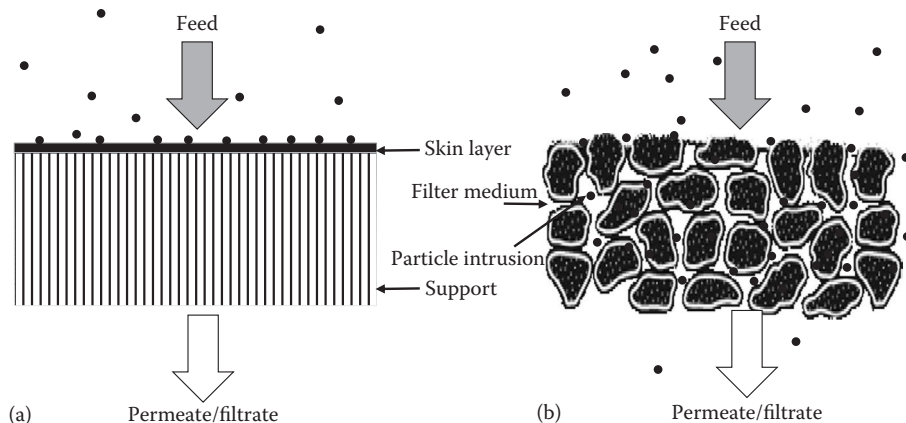 Feed
Feed
Skin layer
Filter medium
Particle intrusion
Support
(a)
Permeate/filtrate
(b)
Permeate/filtrate